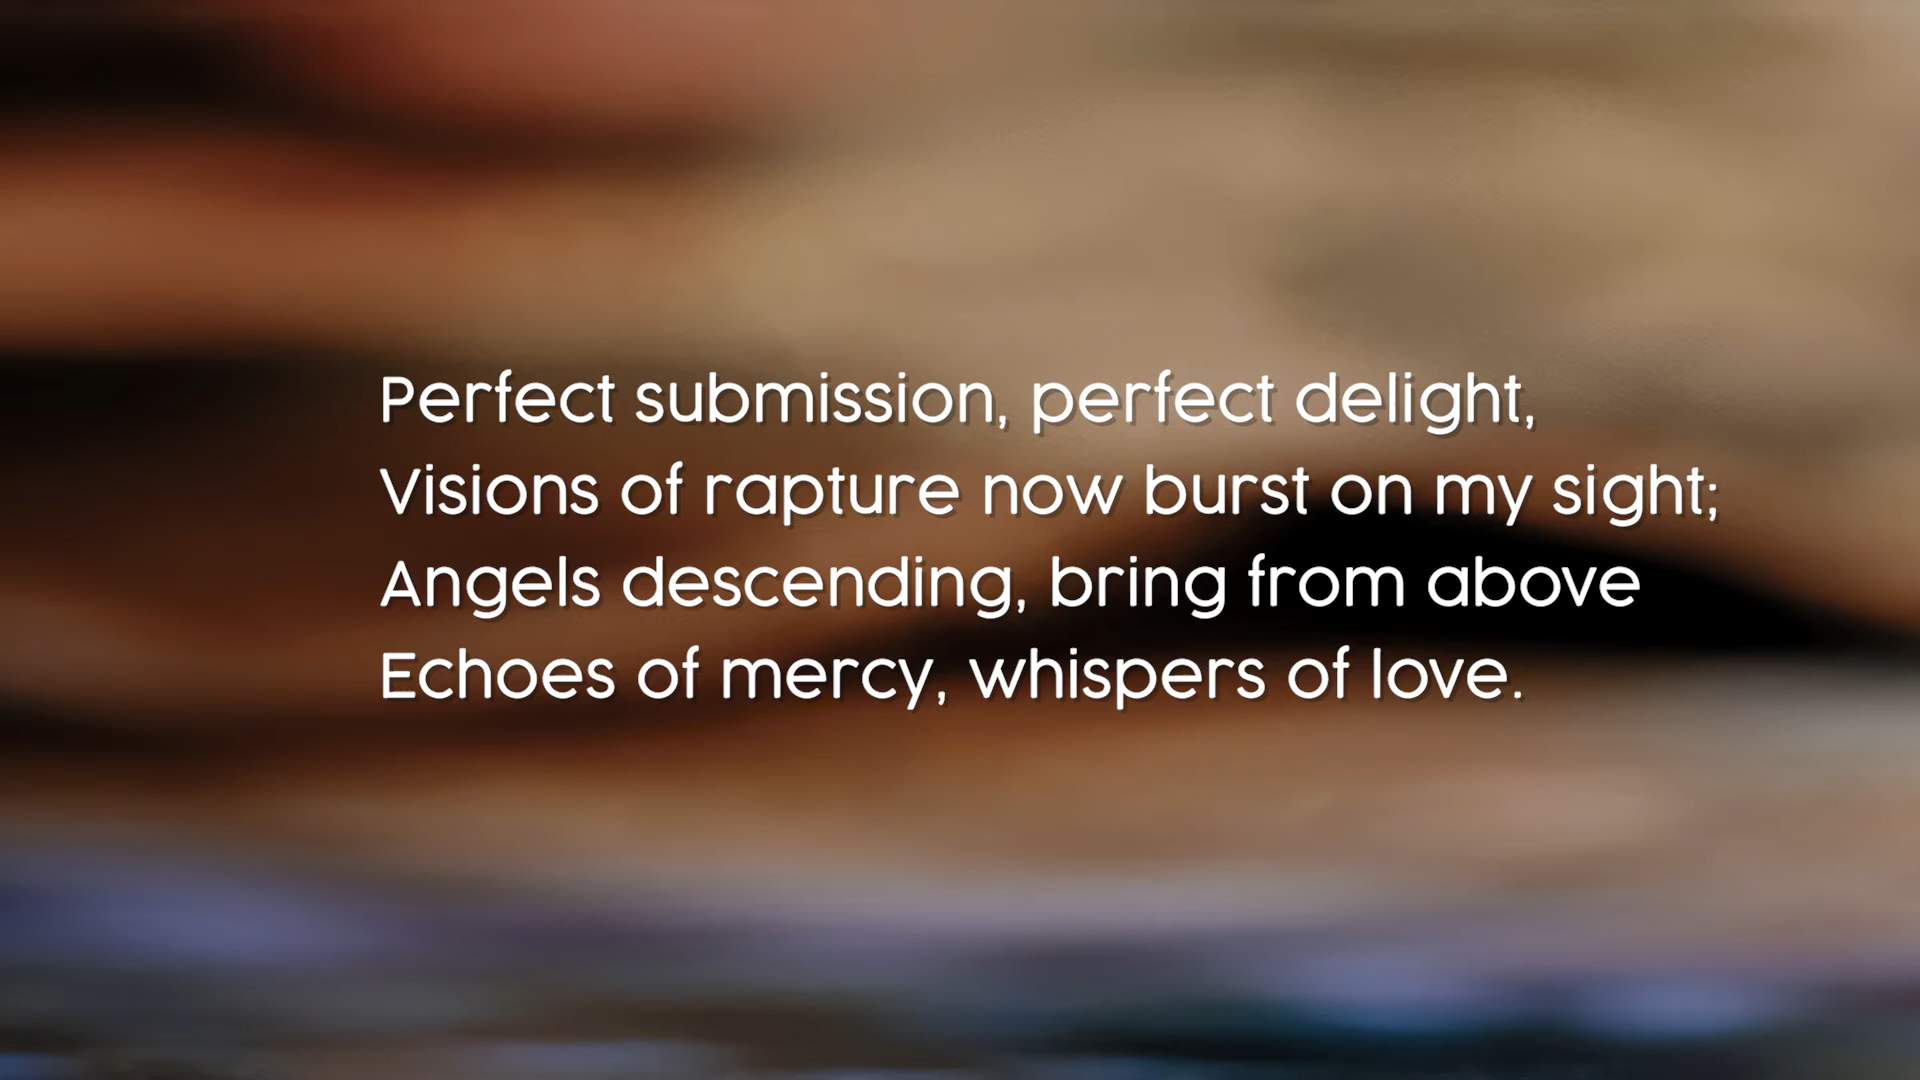 Perfect submission, perfect delight,
Visions of rapture now burst on my sight;
Angels descending, bring from above
Echoes of mercy, whispers of love.